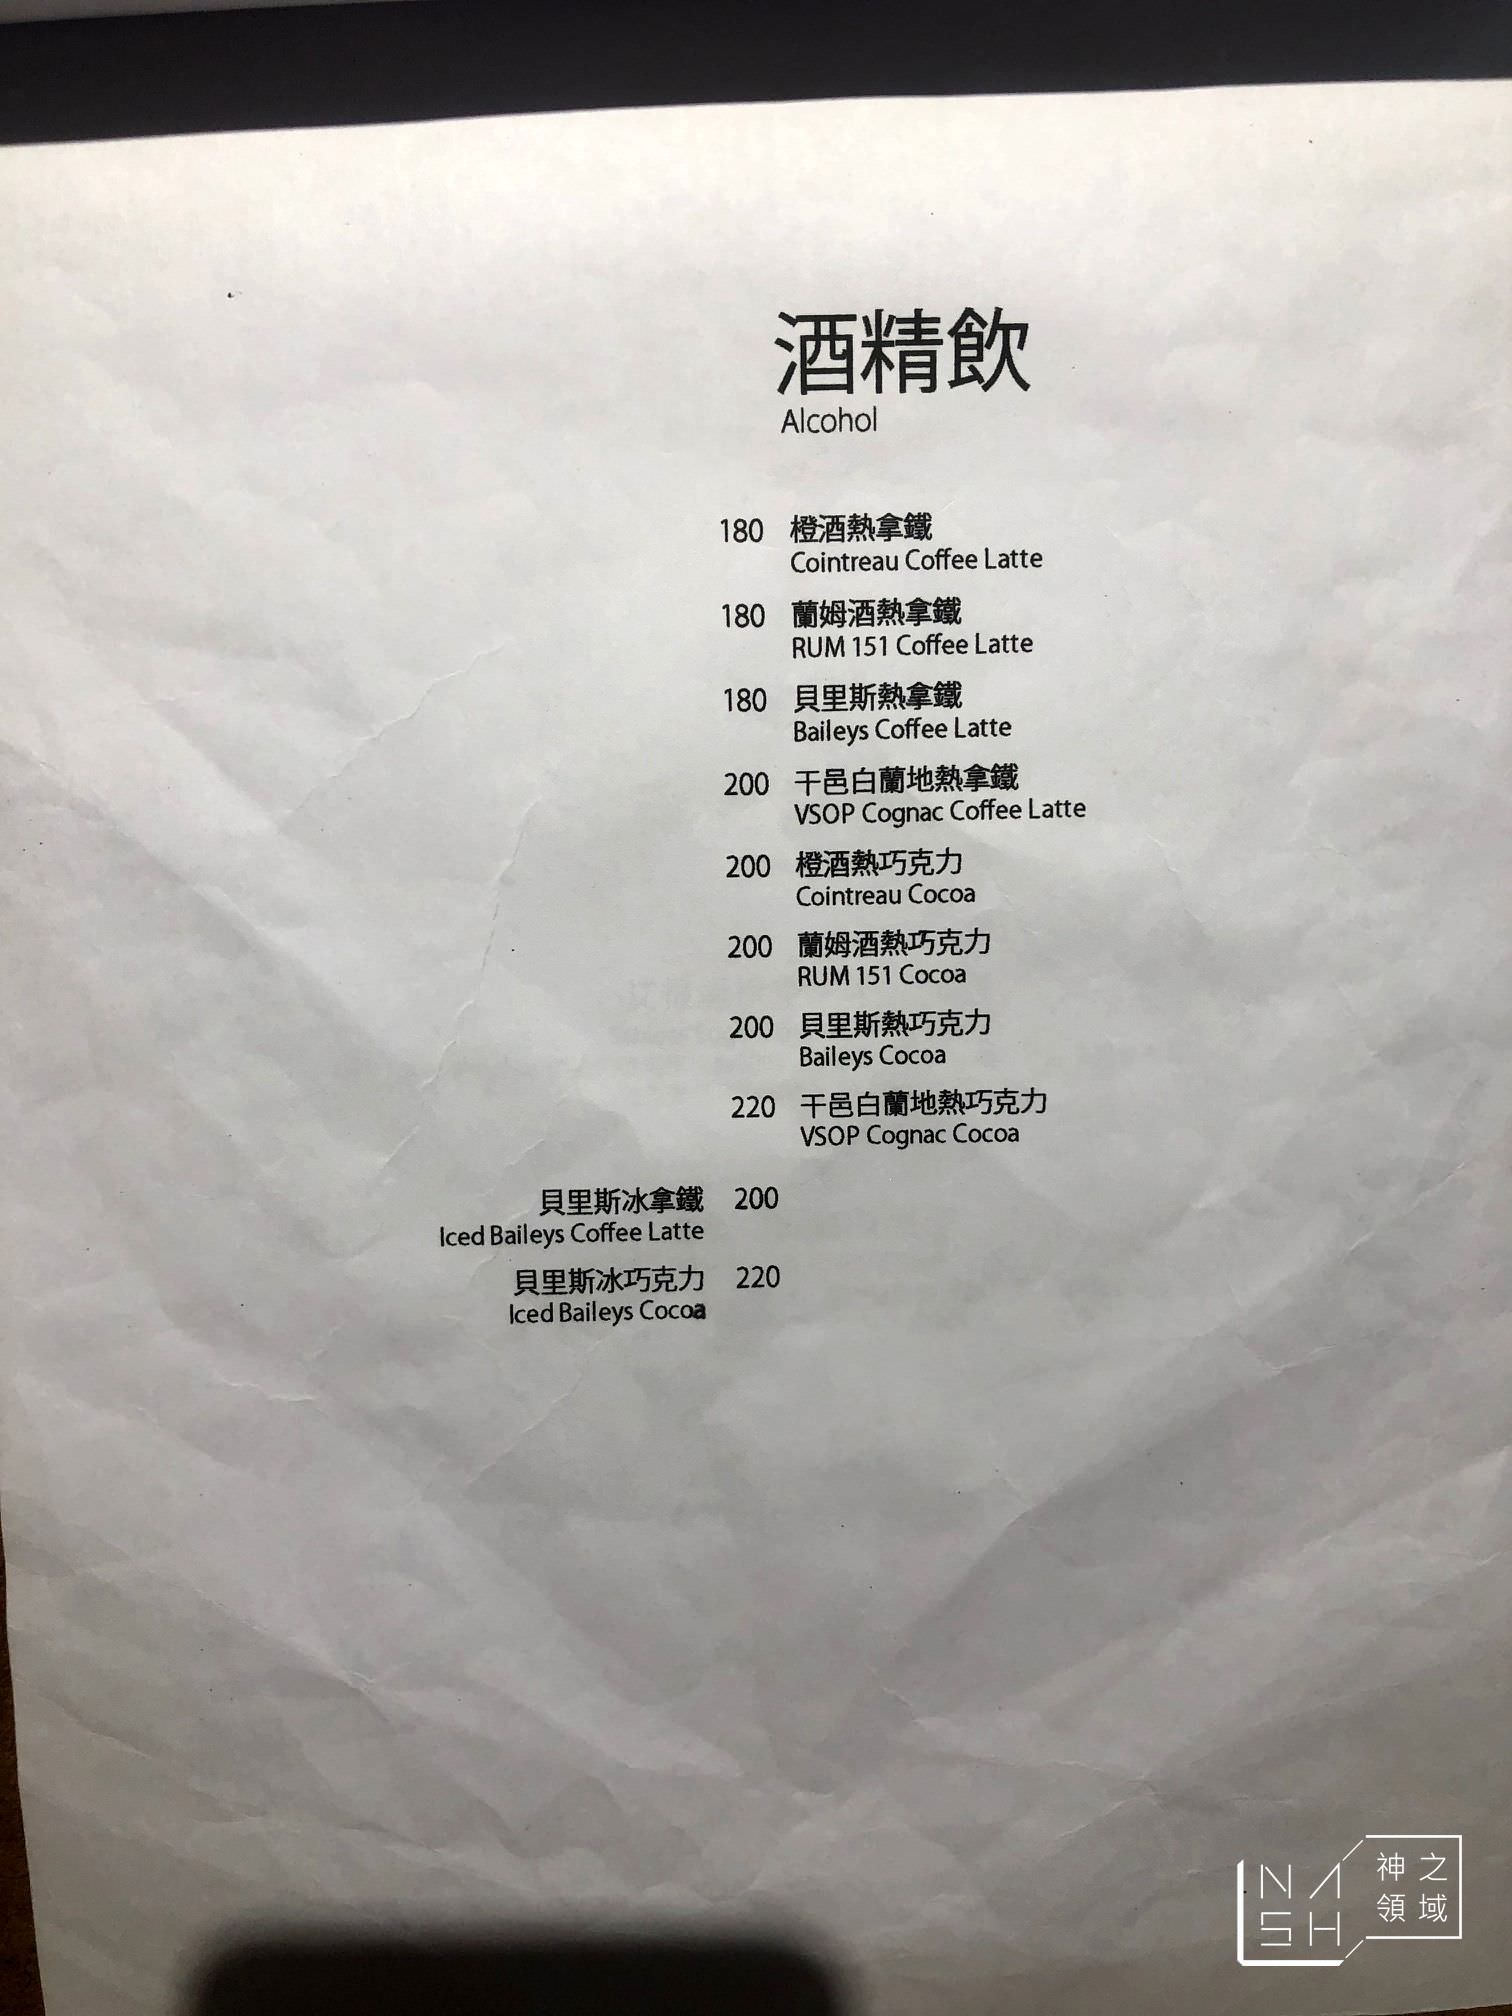 酒精飲
Alcohol
180 橙酒熱拿鐵
Cointreau Coffee Latte
180 蘭姆酒熱拿鐵
RUM 151 Coffee Latte
180 貝里斯熱拿鐵
Baileys Coffee Latte
200 干邑白蘭地熱拿鐵
VSOP Cognac Coffee Latte
200 橙酒熱巧克力
Cointreau Cocoa
200 蘭姆酒熱巧克力
RUM 151 Cocoa
200 貝里斯熱巧克力
Baileys Cocoa
220 干邑白蘭地熱巧克力
VSOP Cognac Cocoa
貝里斯冰拿鐵 200
Iced Baileys Coffee Latte
貝里斯冰巧克力 220
Iced Baileys Cocoa
NASH
神之
領域